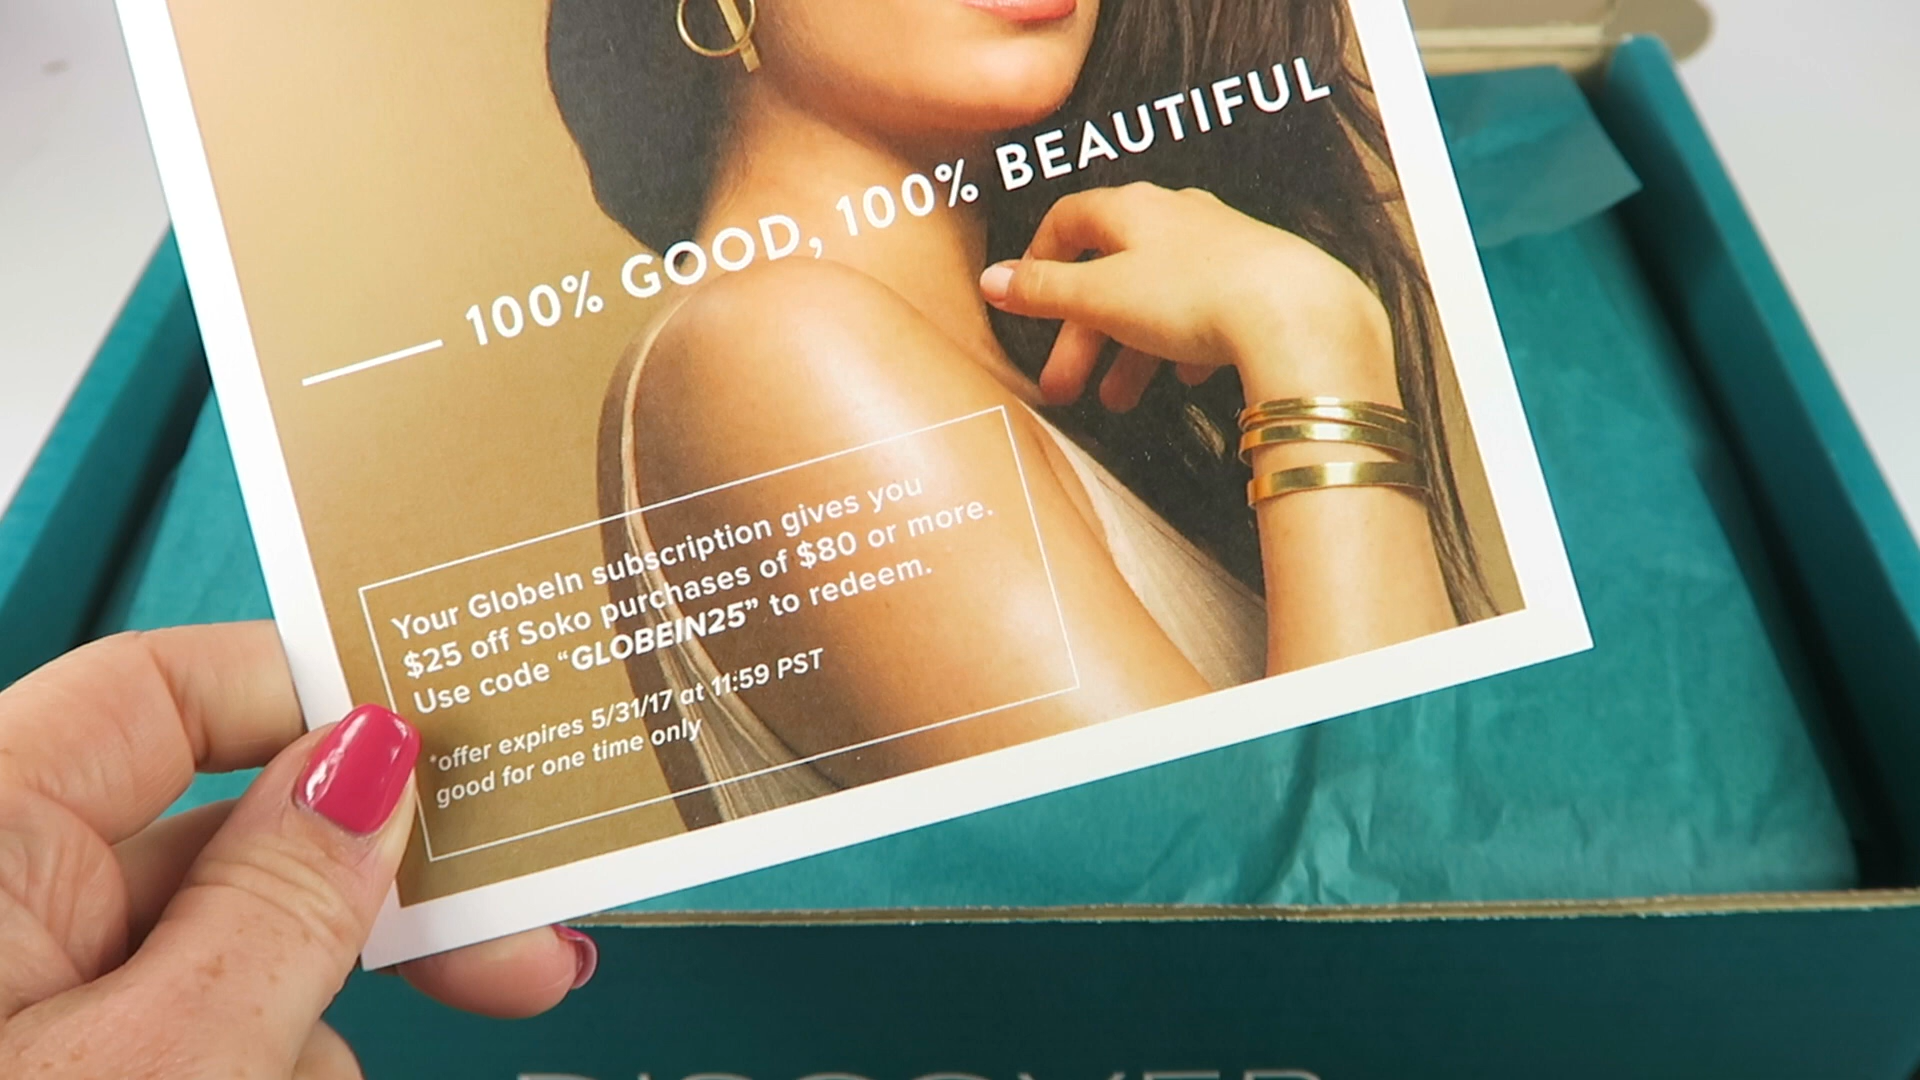 100% GOOD, 100% BEAUTIFUL
Your GlobeIn subscription gives you
$25 off Soko purchases of $80 or more.
Use code “GLOBEIN25” to redeem.
*offer expires 5/31/17 at 11:59 PST
good for one time only
DISCOVER